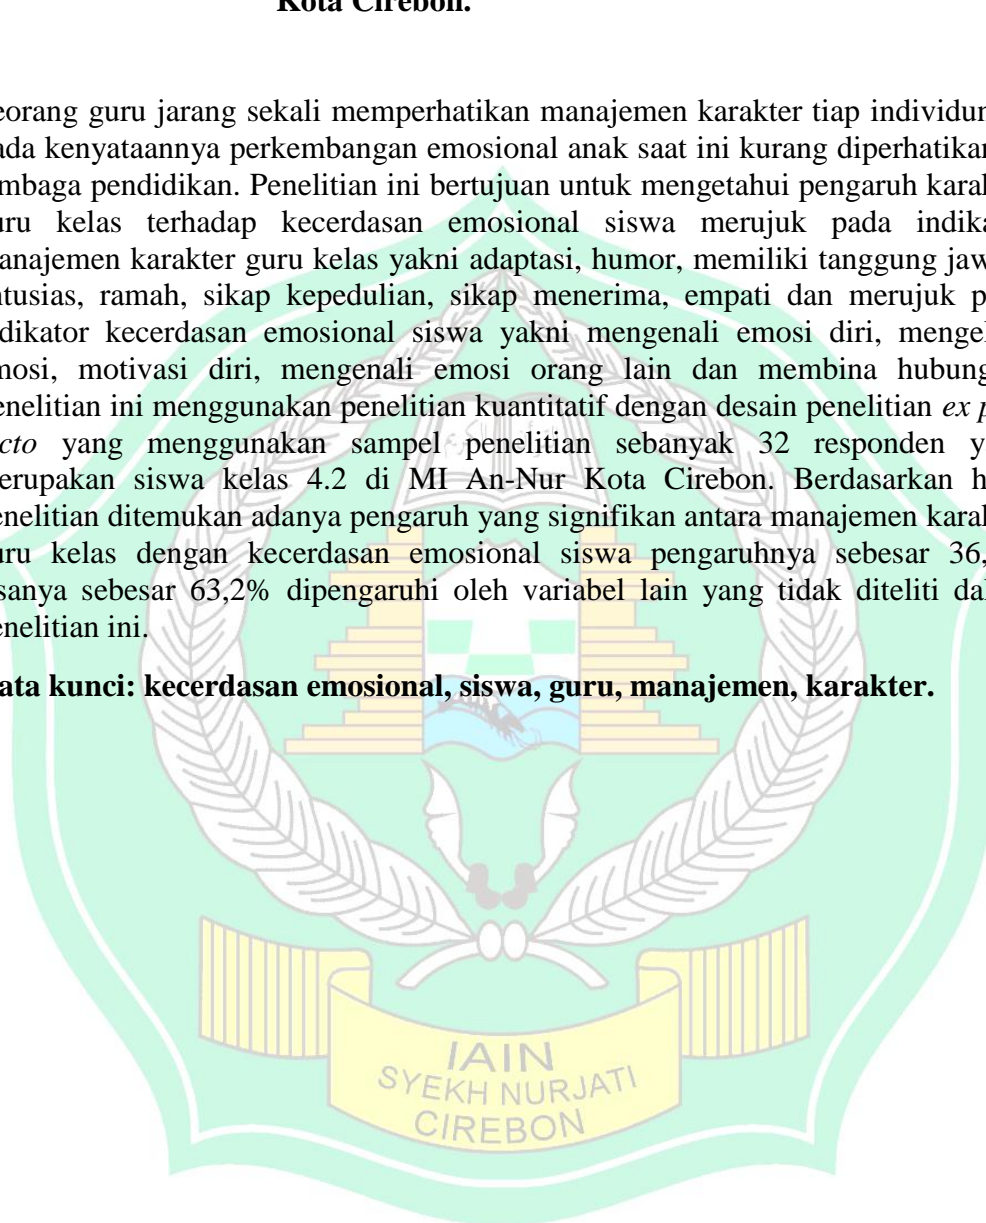 Kota Cirebon.
eorang guru jarang sekali memperhatikan manajemen karakter tiap individun
ada kenyataannya perkembangan emosional anak saat ini kurang diperhatikan
mbaga pendidikan. Penelitian ini bertujuan untuk mengetahui pengaruh karak
uru kelas terhadap kecerdasan emosional siswa merujuk pada indika
anajemen karakter guru kelas yakni adaptasi, humor, memiliki tanggung jaw
ntusias, ramah, sikap kepedulian, sikap menerima, empati dan merujuk p
dikator kecerdasan emosional siswa yakni mengenali emosi diri, mengel
mosi, motivasi diri, mengenali emosi orang lain dan membina hubung
enelitian ini menggunakan penelitian kuantitatif dengan desain penelitian ex p
cto yang menggunakan sampel penelitian sebanyak 32 responden y
erupakan siswa kelas 4.2 di MI An-Nur Kota Cirebon. Berdasarkan h
enelitian ditemukan adanya pengaruh yang signifikan antara manajemen karak
uru kelas dengan kecerdasan emosional siswa pengaruhnya sebesar 36,
sanya sebesar 63,2% dipengaruhi oleh variabel lain yang tidak diteliti dal
enelitian ini.
ata kunci: kecerdasan emosional, siswa, guru, manajemen, karakter.
IAIN
SYEKH NURJATI
CIREBON